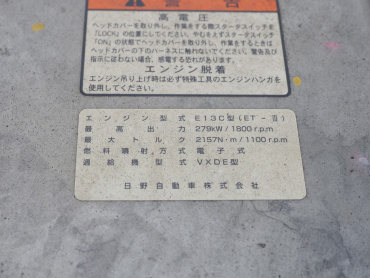 警告
高電圧
ヘッドカバーを取り外し、作業をする際スタータスイッチを
「LOCK」の位置にしてください。やむをえずスタータスイッチ
「ON」の状態でヘッドカバーを取り外し、作業をするときは
ヘッドカバーの下のハーネスに触れないでください。警告及び
指示に従わない場合、感電する恐れがあります。
エンジン脱着
エンジン吊り上げ時は必ず特殊工具のエンジンハンガを
使用してください。
エンジン型式 E13C型(ET-Ⅲ)
最高出力 279kW/1800r.p.m
最大トルク 2157N・m/1100r.p.m
燃料噴射方式 電子式
過給機型式 VXDE型
日野自動車株式会社